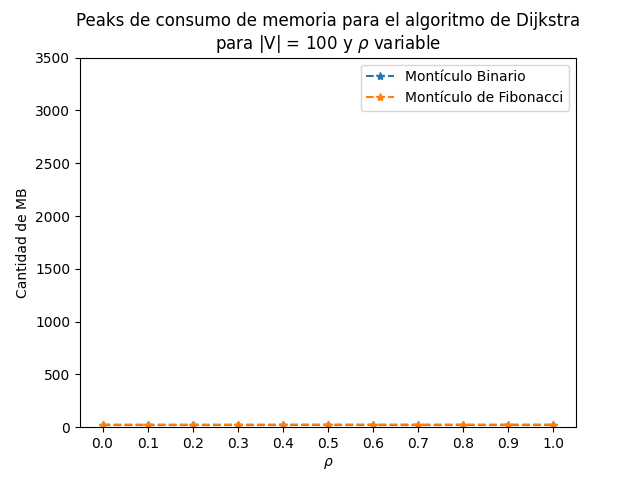 Peaks de consumo de memoria para el algoritmo de Dijkstra
para |V| = 100 y ρ variable
Montículo Binario
Montículo de Fibonacci
Cantidad de MB
3500
3000
2500
2000
1500
1000
500
0
0.0 0.1 0.2 0.3 0.4 0.5 0.6 0.7 0.8 0.9 1.0
ρ